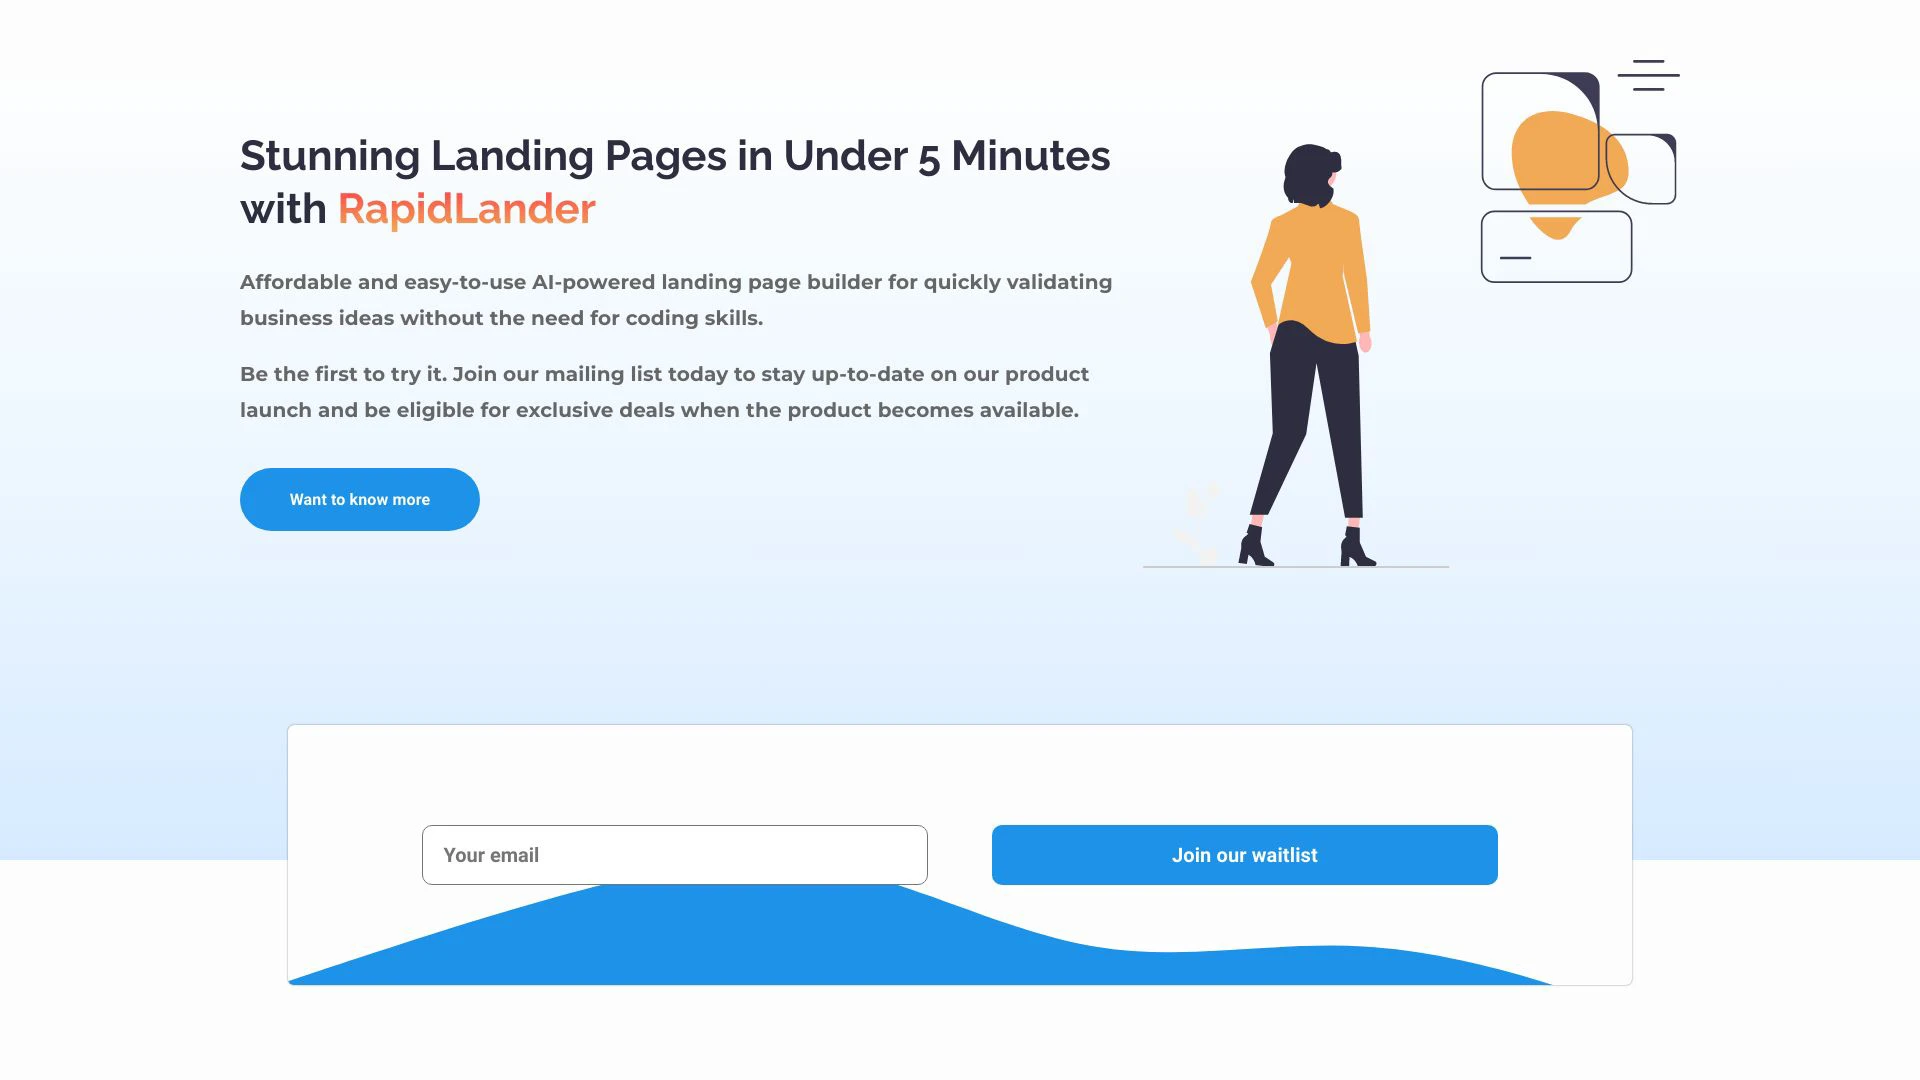 Stunning Landing Pages in Under 5 Minutes
with RapidLander
Affordable and easy-to-use AI-powered landing page builder for quickly validating
business ideas without the need for coding skills.
Be the first to try it. Join our mailing list today to stay up-to-date on our product
launch and be eligible for exclusive deals when the product becomes available.
Want to know more
Your email
Join our waitlist